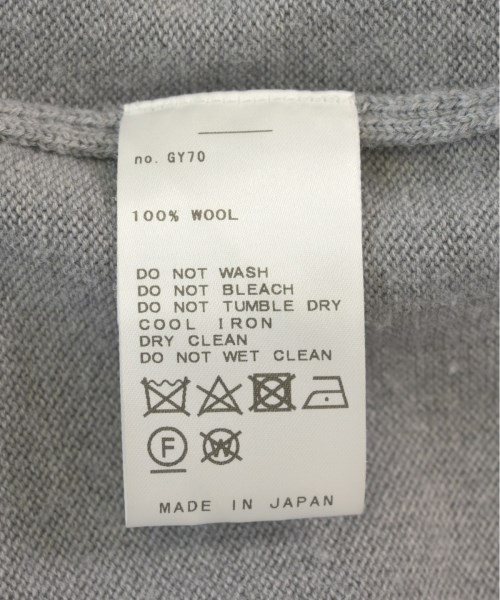 no. GY70
100% WOOL
DO NOT WASH
DO NOT BLEACH
DO NOT TUMBLE DRY
COOL IRON
DRY CLEAN
DO NOT WET CLEAN
F W
MADE IN JAPAN